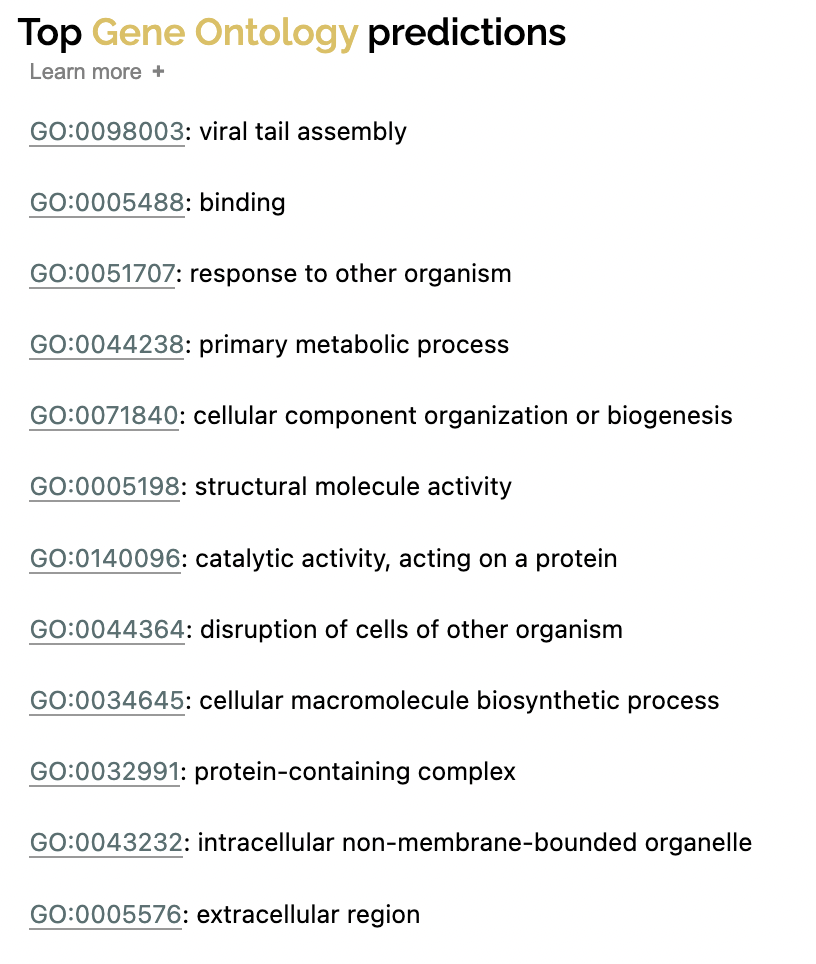 Top Gene Ontology predictions
Learn more +
GO:0098003: viral tail assembly
GO:0005488: binding
GO:0051707: response to other organism
GO:0044238: primary metabolic process
GO:0071840: cellular component organization or biogenesis
GO:0005198: structural molecule activity
GO:0140096: catalytic activity, acting on a protein
GO:0044364: disruption of cells of other organism
GO:0034645: cellular macromolecule biosynthetic process
GO:0032991: protein-containing complex
GO:0043232: intracellular non-membrane-bounded organelle
GO:0005576: extracellular region